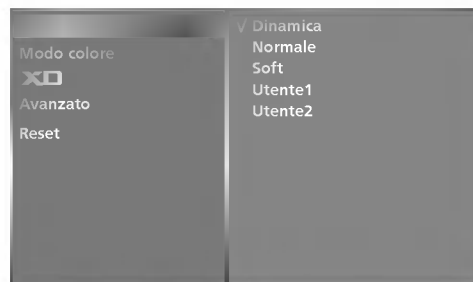 Modo colore
XD
Avanzato
Reset
√ Dinamica
Normale
Soft
Utente1
Utente2